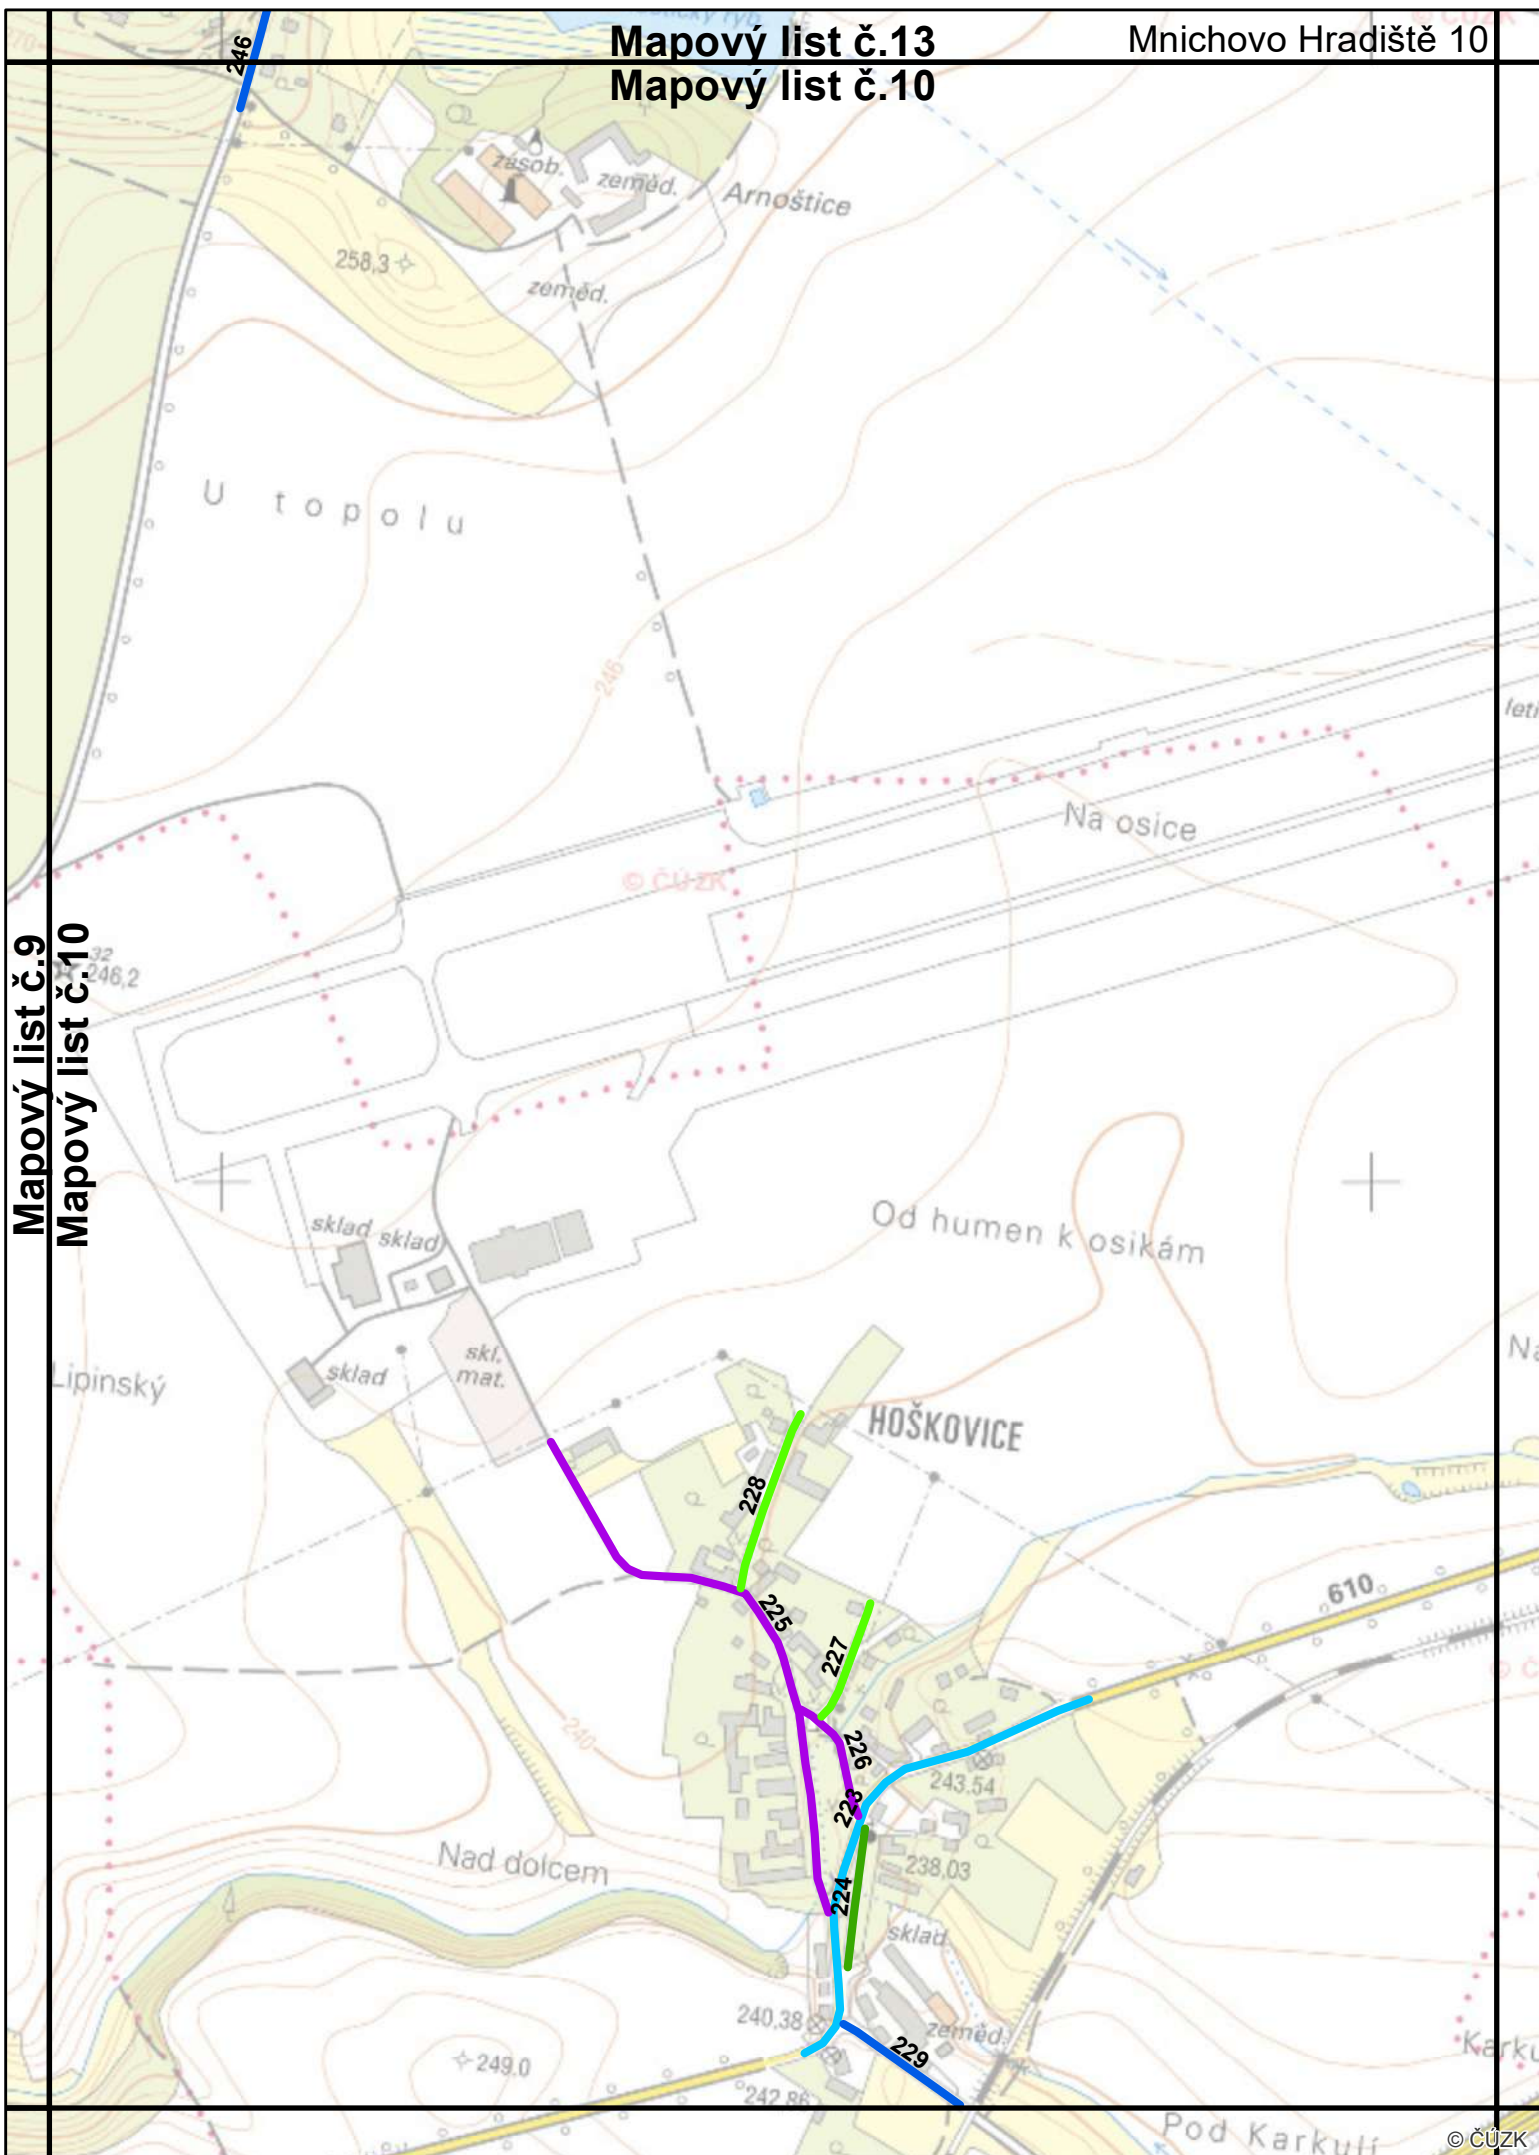 Mapový list č.13
Mnichovo Hradiště 10
Mapový list č.10
246
© ČÚZK
zásob.
zeměd.
Arnoštice
258,3
zeměd.
U topolu
246
letí
Na osice
© ČÚZK
Mapový list č.9
Mapový list č.10
32
246,2
Od humen k osikám
sklad
sklad
skl.
mat.
sklad
Lipinský
HOŠKOVICE
228
225
227
610
226
240
223
243,54
Nad dolcem
238,03
224
sklad
240,38
zeměd.
229
249.0
242,86
Pod Karkulí
© ČÚZK